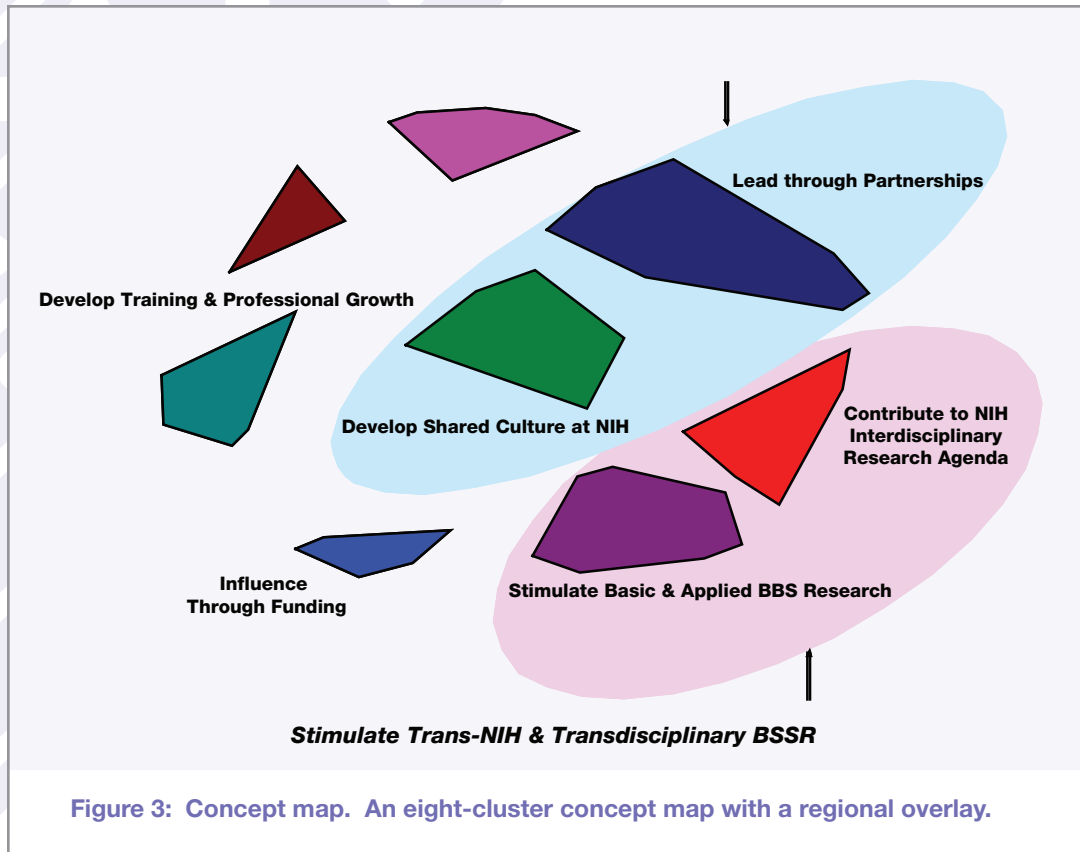 Lead through Partnerships
Develop Training & Professional Growth
Develop Shared Culture at NIH
Contribute to NIH
Interdisciplinary
Research Agenda
Influence
Through Funding
Stimulate Basic & Applied BBS Research
Stimulate Trans-NIH & Transdisciplinary BSSR
Figure 3: Concept map. An eight-cluster concept map with a regional overlay.